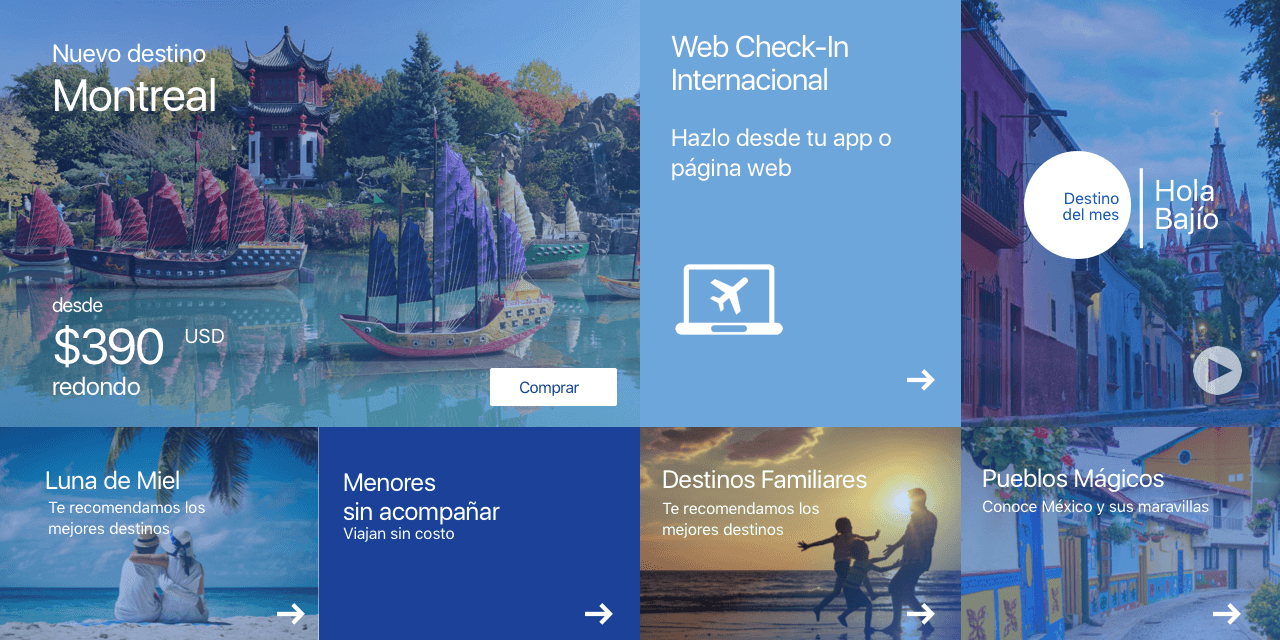 Nuevo destino
Montreal
desde
$390 USD
redondo
Comprar
Web Check-In
Internacional
Hazlo desde tu app o
página web
Destino
del mes
Hola
Bajío
Luna de Miel
Te recomendamos los
mejores destinos
Menores
sin acompañar
Viajan sin costo
Destinos Familiares
Te recomendamos los
mejores destinos
Pueblos Mágicos
Conoce México y sus maravillas